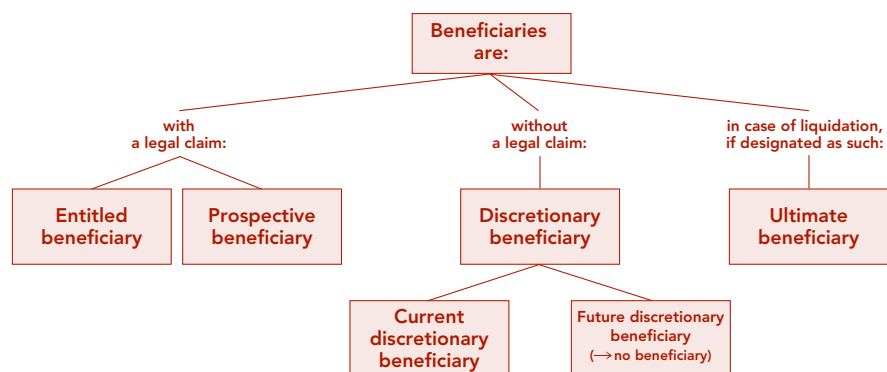 Beneficiaries
are:
with
a legal claim:
without
a legal claim:
in case of liquidation,
if designated as such:
Entitled
beneficiary
Prospective
beneficiary
Discretionary
beneficiary
Ultimate
beneficiary
Current
discretionary
beneficiary
Future discretionary
beneficiary
(→no beneficiary)